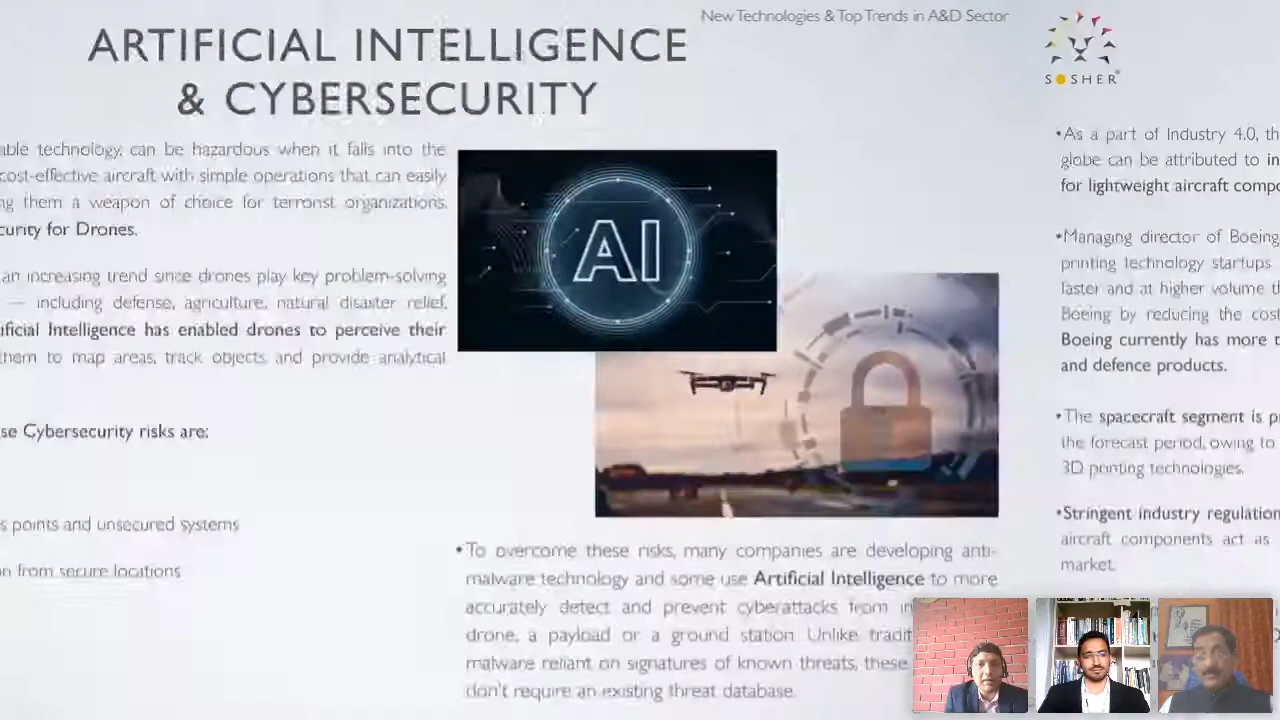 New Technologies & Top Trends in A&D Sector
ARTIFICIAL INTELLIGENCE
& CYBERSECURITY
SOSHER
able technology, can be hazardous when it falls into the
cost-effective aircraft with simple operations that can easily
ng them a weapon of choice for terrorist organizations.
curity for Drones.
an increasing trend since drones play key problem-solving
— including defense, agriculture, natural disaster relief,
ificial Intelligence has enabled drones to perceive their
them to map areas, track objects and provide analytical
se Cybersecurity risks are:
s points and unsecured systems
n from secure locations
AI
•To overcome these risks, many companies are developing anti-
malware technology and some use Artificial Intelligence to more
accurately detect and prevent cyberattacks from in
drone, a payload or a ground station. Unlike tradit
malware reliant on signatures of known threats, these
don't require an existing threat database.
•As a part of Industry 4.0, th
globe can be attributed to in
for lightweight aircraft compo
•Managing director of Boeing
printing technology startups
faster and at higher volume th
Boeing by reducing the cost
Boeing currently has more t
and defence products.
•The spacecraft segment is pr
the forecast period, owing to
3D printing technologies.
•Stringent industry regulation
aircraft components act as
market.